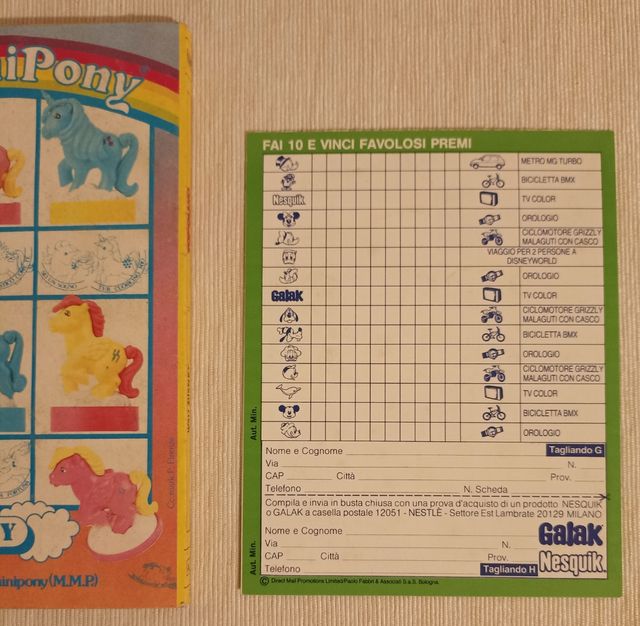 niPony
NY
inipony (M.M.P.)
FAI 10 E VINCI FAVOLOSI PREMI
METRO MG TURBO
BICICLETTA BMX
Nesquik
TV COLOR
OROLOGIO
CICLOMOTORE GRIZZLY
MALAGUTI CON CASCO
VIAGGIO PER 2 PERSONE A
DISNEYWORLD
OROLOGIO
Galak
TV COLOR
CICLOMOTORE GRIZZLY
MALAGUTI CON CASCO
BICICLETTA BMX
OROLOGIO
CICLOMOTORE GRIZZLY
MALAGUTI CON CASCO
TV COLOR
BICICLETTA BMX
OROLOGIO
Aut. Min.
Nome e Cognome
Tagliando G
Via
N.
CAP
Città
Prov.
Telefono
N. Scheda
Compila e invia in busta chiusa con una prova d'acquisto di un prodotto NESQUIK
o GALAK a casella postale 12051 - NESTLÉ - Settore Est Lambrate 20129 MILANO
Nome e Cognome
Galak
Via
N.
CAP
Città
Prov.
Nesquik
Telefono
Tagliando H
Aut. Min.
© Direct Mail Promotions Limited/Paolo Fabbri & Associati S.a.S. Bologna.